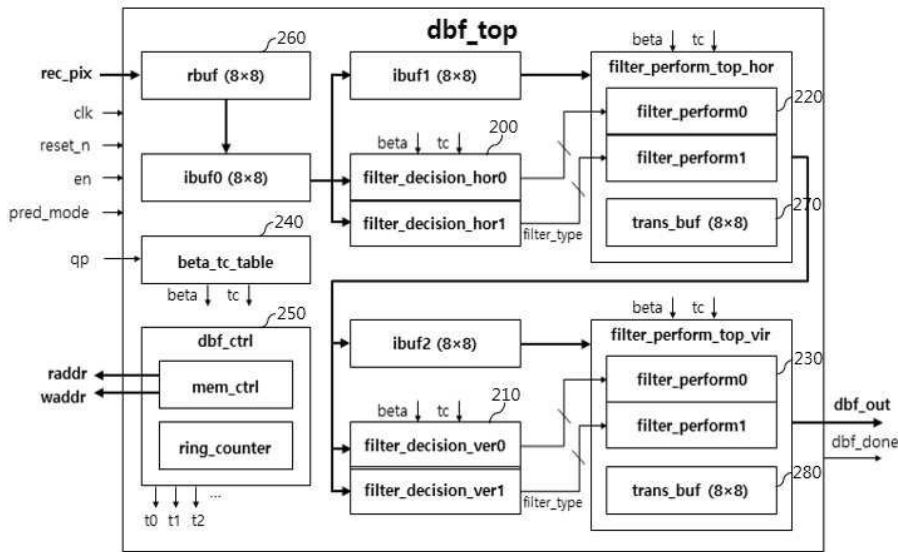 dbf_top
260
rec_pix
rbuf (8×8)
ibuf1 (8×8)
beta tc
filter_perform_top_hor
220
filter_perform0
clk
reset_n
beta tc
200
filter_decision_hor0
filter_perform1
en
ibuf0 (8×8)
pred_mode
filter_decision_hor1
filter_type
270
trans_buf (8×8)
240
qp
beta_tc_table
beta tc
beta tc
250
dbf_ctrl
ibuf2 (8×8)
filter_perform_top_vir
230
filter_perform0
raddr
waddr
mem_ctrl
beta tc
210
filter_decision_ver0
filter_perform1
dbf_out
dbf_done
ring_counter
filter_decision_ver1
filter_type
280
trans_buf (8×8)
t0 t1 t2 ...